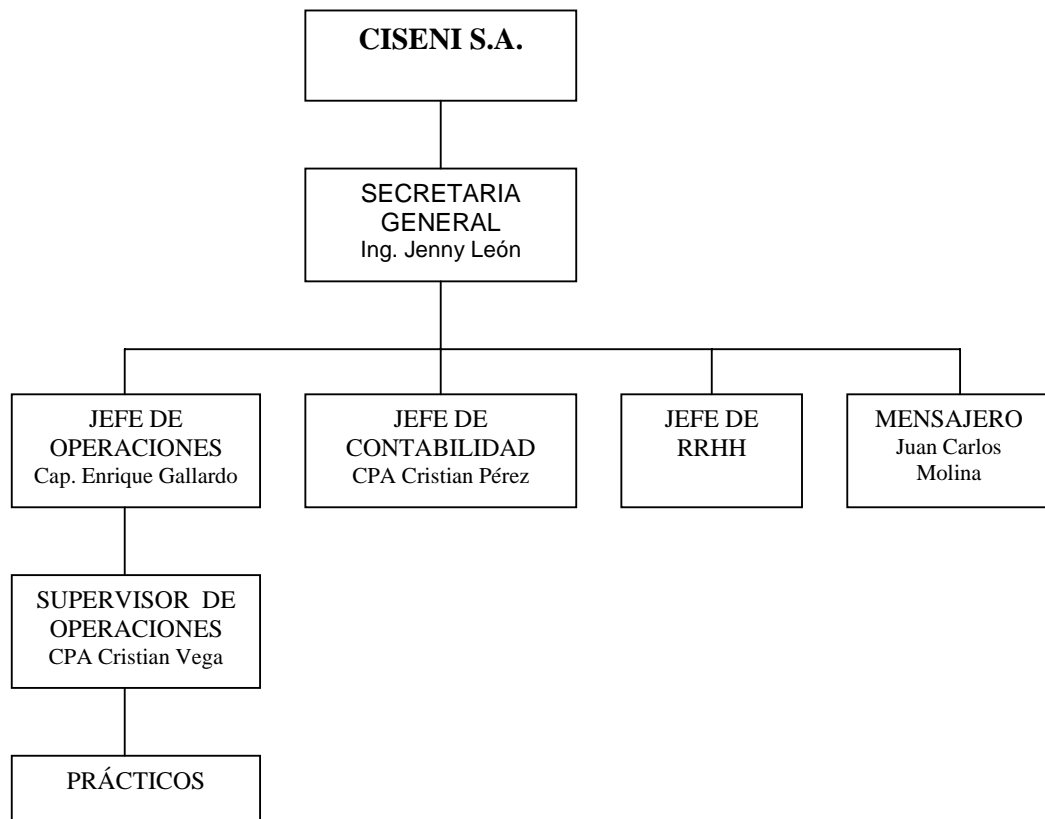 CISENI S.A.
SECRETARIA
GENERAL
Ing. Jenny León
JEFE DE
OPERACIONES
Cap. Enrique Gallardo
JEFE DE
CONTABILIDAD
CPA Cristian Pérez
JEFE DE
RRHH
MENSAJERO
Juan Carlos
Molina
SUPERVISOR DE
OPERACIONES
CPA Cristian Vega
PRÁCTICOS